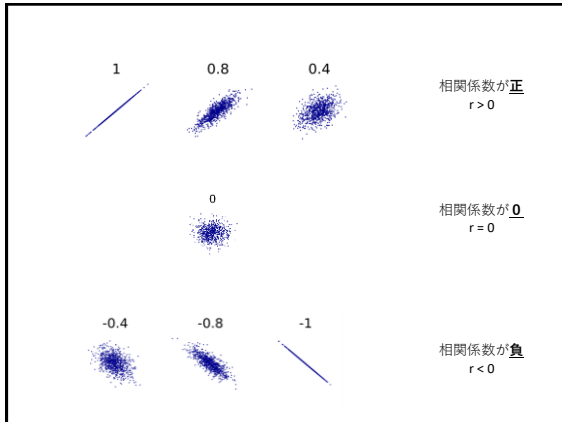 1 0.8 0.4
相関係数が正
r > 0
0
相関係数が0
r = 0
-0.4 -0.8 -1
相関係数が負
r < 0